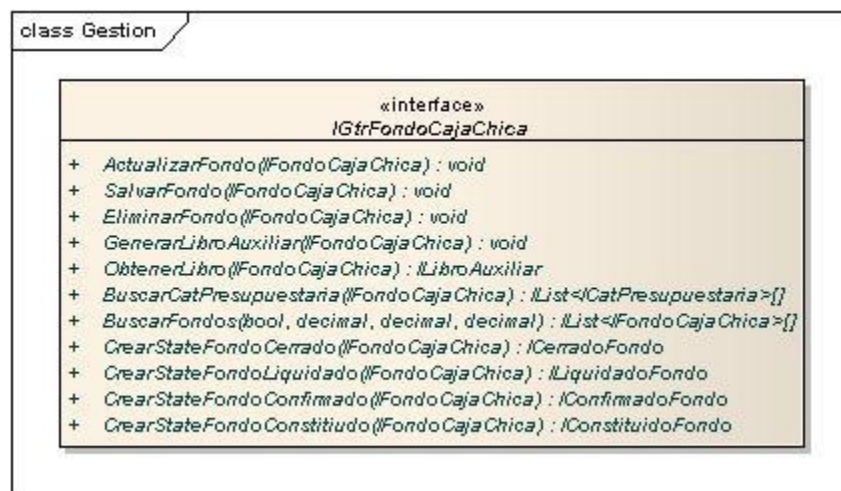 class Gestion
«interface»
IGtrFondoCajaChica
+ ActualizarFondo(IFondoCajaChica) : void
+ SalvarFondo(IFondoCajaChica) : void
+ EliminarFondo(IFondoCajaChica) : void
+ GenerarLibroAuxiliar(IFondoCajaChica) : void
+ ObtenerLibro(IFondoCajaChica) : ILibroAuxiliar
+ BuscarCatPresupuestaria(IFondoCajaChica) : IList<ICatPresupuestaria>[]
+ BuscarFondos(bool, decimal, decimal, decimal) : IList<IFondoCajaChica>[]
+ CrearStateFondoCerrado(IFondoCajaChica) : ICerradoFondo
+ CrearStateFondoLiquidado(IFondoCajaChica) : ILiquidadoFondo
+ CrearStateFondoConfirmado(IFondoCajaChica) : IConfirmadoFondo
+ CrearStateFondoConstitiudo(IFondoCajaChica) : IConstituidoFondo